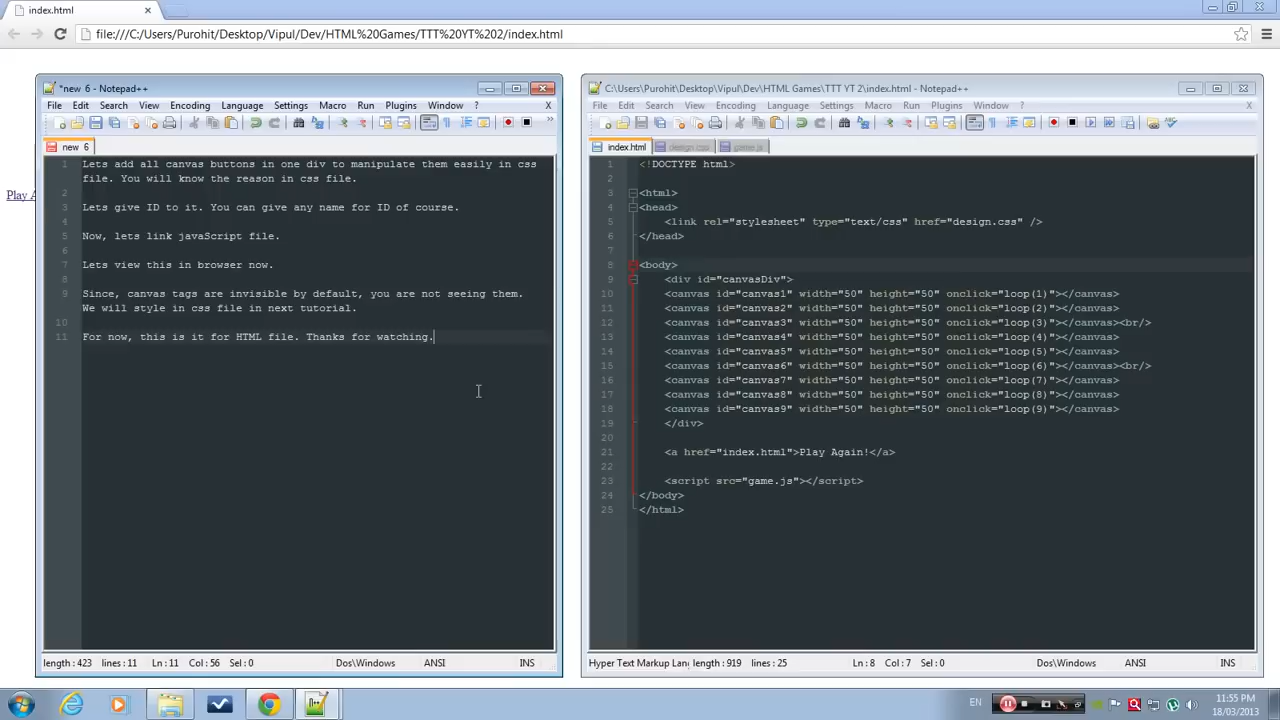 index.html
file:///C:/Users/Purohit/Desktop/Vipul/Dev/HTML%20Games/TTT%20YT%202/index.html
Play A
*new 6 - Notepad++
File Edit Search View Encoding Language Settings Macro Run Plugins Window ? X
new 6
1 Lets add all canvas buttons in one div to manipulate them easily in css
file. You will know the reason in css file.
2
3 Lets give ID to it. You can give any name for ID of course.
4
5 Now, lets link javaScript file.
6
7 Lets view this in browser now.
8
9 Since, canvas tags are invisible by default, you are not seeing them.
We will style in css file in next tutorial.
10
11 For now, this is it for HTML file. Thanks for watching.
length : 423 lines : 11 Ln : 11 Col : 56 Sel : 0 Dos\Windows ANSI INS
C:\Users\Purohit\Desktop\Vipul\Dev\HTML Games\TTT YT 2\index.html - Notepad++
File Edit Search View Encoding Language Settings Macro Run Plugins Window ? X
index.html design.css game.js
1 <!DOCTYPE html>
2
3 <html>
4 <head>
5 <link rel="stylesheet" type="text/css" href="design.css" />
6 </head>
7
8 <body>
9 <div id="canvasDiv">
10 <canvas id="canvas1" width="50" height="50" onclick="loop(1)"></canvas>
11 <canvas id="canvas2" width="50" height="50" onclick="loop(2)"></canvas>
12 <canvas id="canvas3" width="50" height="50" onclick="loop(3)"></canvas><br/>
13 <canvas id="canvas4" width="50" height="50" onclick="loop(4)"></canvas>
14 <canvas id="canvas5" width="50" height="50" onclick="loop(5)"></canvas>
15 <canvas id="canvas6" width="50" height="50" onclick="loop(6)"></canvas><br/>
16 <canvas id="canvas7" width="50" height="50" onclick="loop(7)"></canvas>
17 <canvas id="canvas8" width="50" height="50" onclick="loop(8)"></canvas>
18 <canvas id="canvas9" width="50" height="50" onclick="loop(9)"></canvas>
19 </div>
20
21 <a href="index.html">Play Again!</a>
22
23 <script src="game.js"></script>
24 </body>
25 </html>
Hyper Text Markup Lang length : 919 lines : 25 Ln : 8 Col : 7 Sel : 0 Dos\Windows ANSI INS
EN
11:55 PM
18/03/2013